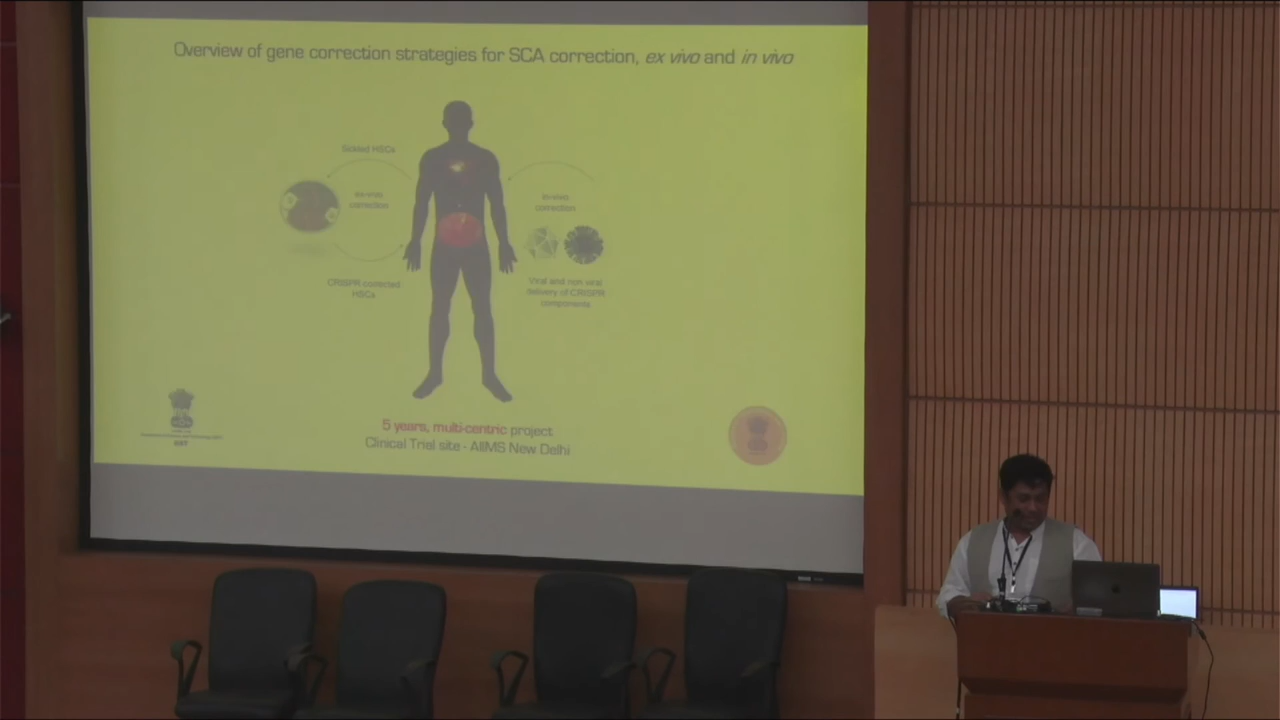 Overview of gene correction strategies for SCA correction, ex vivo and in vivo
Sickled HSCs
ex-vivo
correction
CRISPR corrected
HSCs
in-vivo
correction
Viral and non viral
delivery of CRISPR
components
5 years, multi-centric project
Clinical Trial site - AIIMS New Delhi